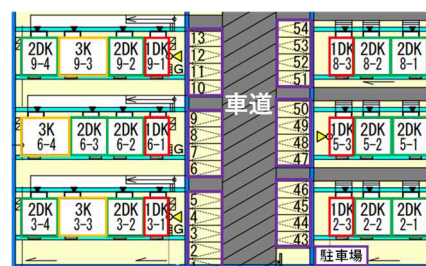 2DK 3K 2DK 1DK
9-4 9-3 9-2 9-1
G
13
12
11
10
54
53
52
51
1DK 2DK 2DK
8-3 8-2 8-1
車道
3K 2DK 2DK 1DK
6-4 6-3 6-2 6-1
G
9
8
7
6
50
49
48
47
1DK 2DK 2DK
5-3 5-2 5-1
2DK 3K 2DK 1DK
3-4 3-3 3-2 3-1
G
5
4
3
2
46
45
44
43
1DK 2DK 2DK
2-3 2-2 2-1
駐車場